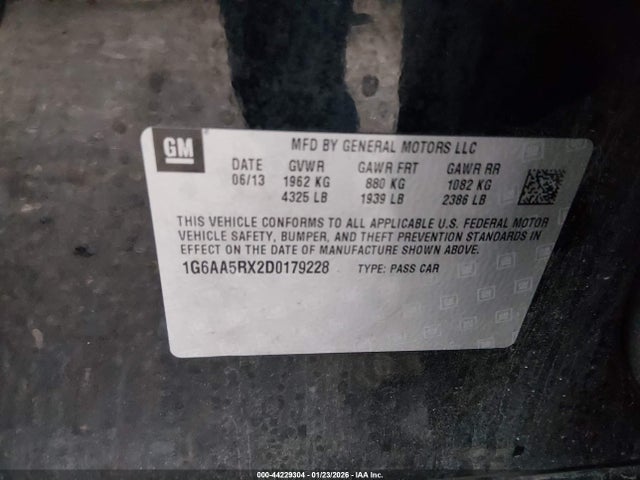 GM
MFD BY GENERAL MOTORS LLC
DATE GVWR GAWR FRT GAWR RR
06/13 1962 KG 880 KG 1082 KG
4325 LB 1939 LB 2386 LB
THIS VEHICLE CONFORMS TO ALL APPLICABLE U.S. FEDERAL MOTOR
VEHICLE SAFETY, BUMPER, AND THEFT PREVENTION STANDARDS IN
EFFECT ON THE DATE OF MANUFACTURE SHOWN ABOVE.
1G6AA5RX2D0179228 TYPE: PASS CAR
000-44229304 - 01/23/2026 - IAA Inc.